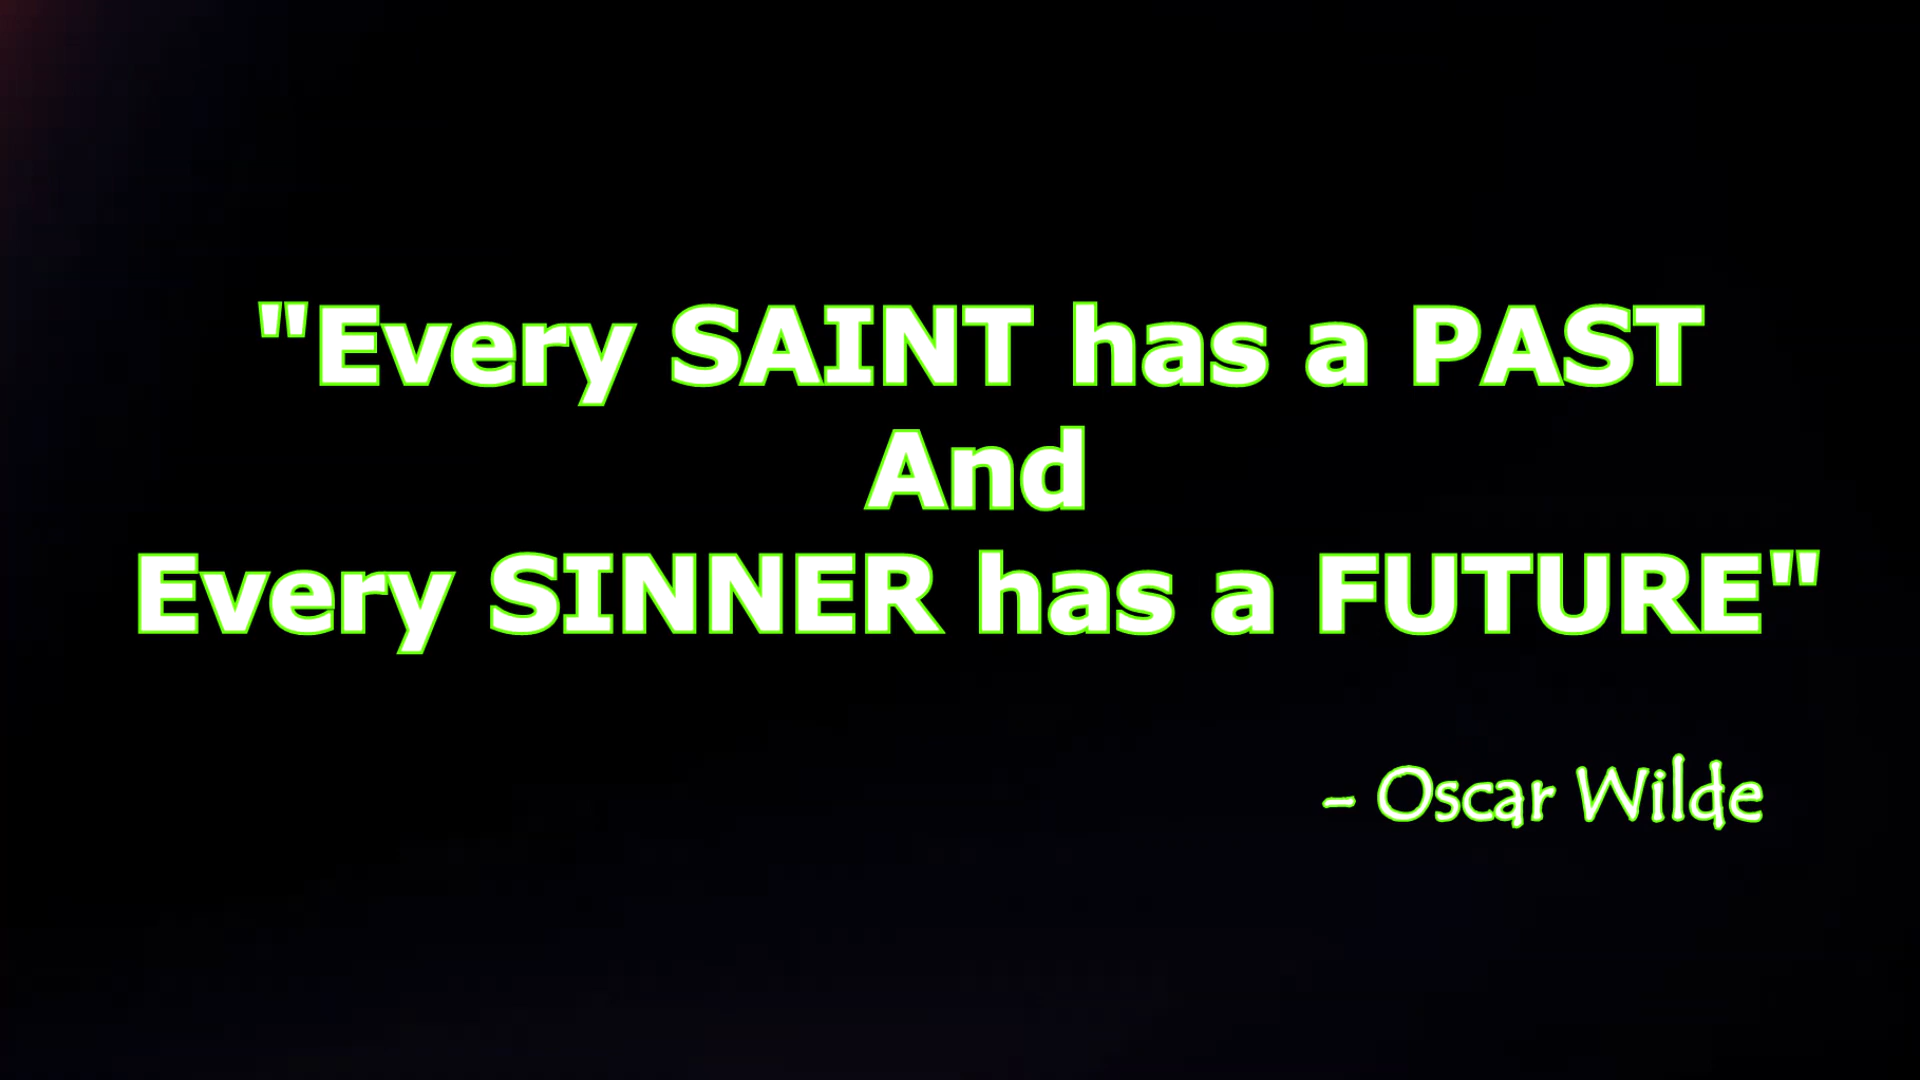 "Every SAINT has a PAST
And
Every SINNER has a FUTURE"
- Oscar Wilde